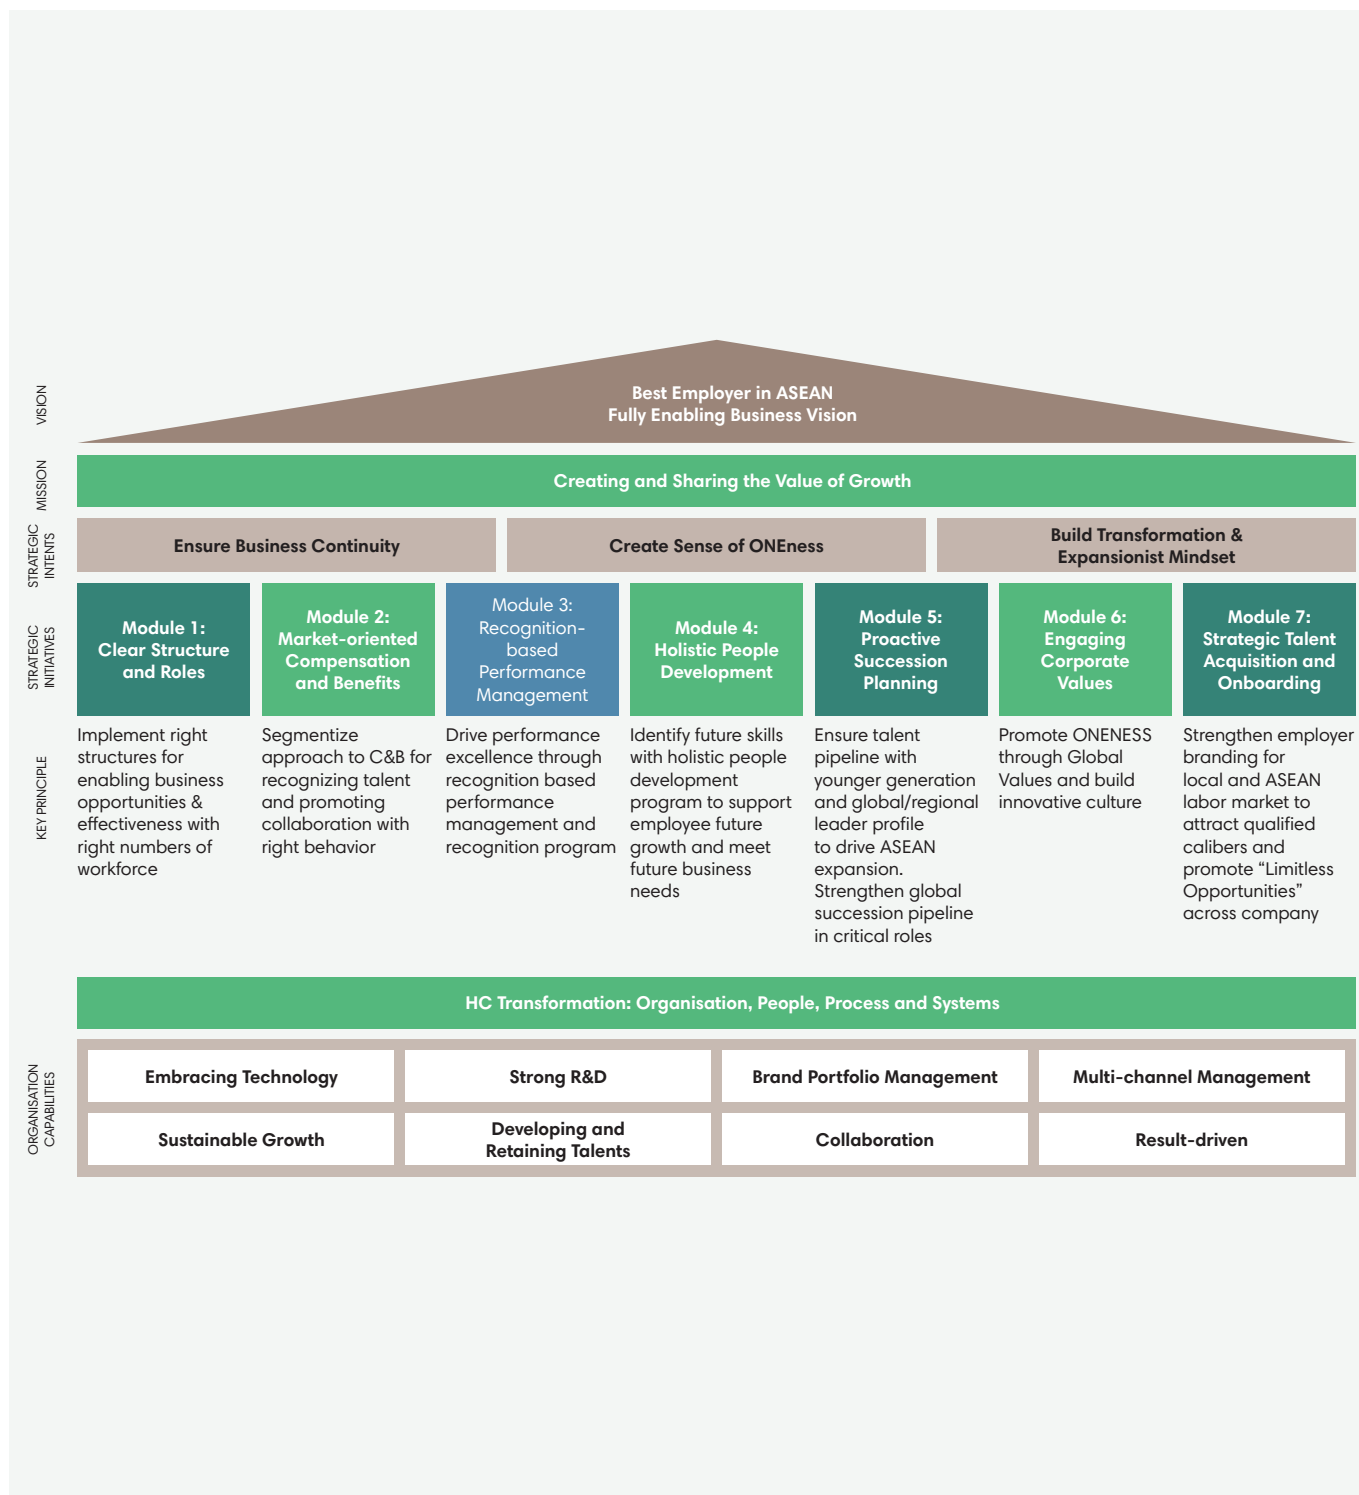 VISION
Best Employer in ASEAN
Fully Enabling Business Vision
MISSION
Creating and Sharing the Value of Growth
STRATEGIC
INTENTS
Ensure Business Continuity
Create Sense of ONEness
Build Transformation &
Expansionist Mindset
STRATEGIC
INITIATIVES
Module 1:
Clear Structure
and Roles
Module 2:
Market-oriented
Compensation
and Benefits
Module 3:
Recognition-
based
Performance
Management
Module 4:
Holistic People
Development
Module 5:
Proactive
Succession
Planning
Module 6:
Engaging
Corporate
Values
Module 7:
Strategic Talent
Acquisition and
Onboarding
KEY PRINCIPLE
Implement right
structures for
enabling business
opportunities &
effectiveness with
right numbers of
workforce
Segmentize
approach to C&B for
recognizing talent
and promoting
collaboration with
right behavior
Drive performance
excellence through
recognition based
performance
management and
recognition program
Identify future skills
with holistic people
development
program to support
employee future
growth and meet
future business
needs
Ensure talent
pipeline with
younger generation
and global/regional
leader profile
to drive ASEAN
expansion.
Strengthen global
succession pipeline
in critical roles
Promote ONENESS
through Global
Values and build
innovative culture
Strengthen employer
branding for
local and ASEAN
labor market to
attract qualified
calibers and
promote “Limitless
Opportunities”
across company
HC Transformation: Organisation, People, Process and Systems
ORGANISATION
CAPABILITIES
Embracing Technology
Strong R&D
Brand Portfolio Management
Multi-channel Management
Sustainable Growth
Developing and
Retaining Talents
Collaboration
Result-driven